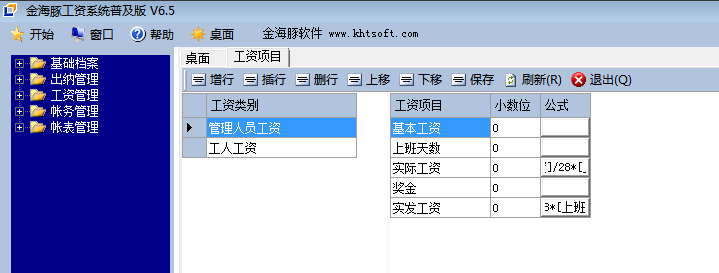 金海豚工资系统普及版 V6.5
开始 窗口 帮助 桌面 金海豚软件 www.khtsoft.com
基础档案
出纳管理
工资管理
帐务管理
帐表管理
桌面 工资项目
增行 插行 删行 上移 下移 保存 刷新(R) 退出(Q)
工资类别
管理人员工资
工人工资
工资项目 小数位 公式
基本工资 0
上班天数 0
实际工资 0 ]/28*[_
奖金 0
实发工资 0 3*[上班